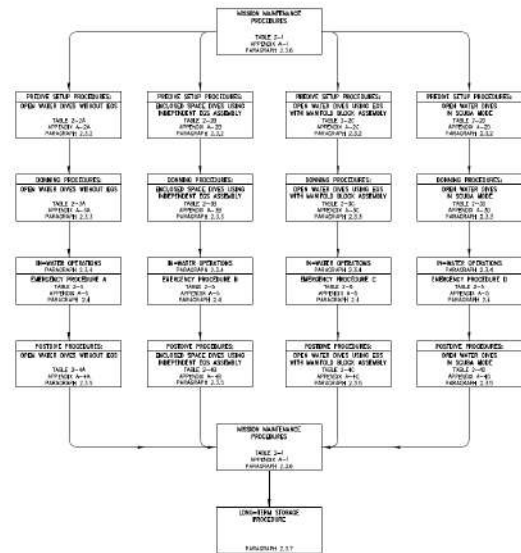 MISSION MAINTENANCE
PROCEDURES
TABLE 2-1
APPENDIX A-1
PARAGRAPH 2.3.6
PREDIVE SETUP PROCEDURES:
OPEN WATER DIVES WITHOUT EGS
TABLE 2-2A
APPENDIX A-2A
PARAGRAPH 2.3.2
PREDIVE SETUP PROCEDURES:
ENCLOSED SPACE DIVES USING
INDEPENDENT EGS ASSEMBLY
TABLE 2-2B
APPENDIX A-2B
PARAGRAPH 2.3.2
PREDIVE SETUP PROCEDURES:
OPEN WATER DIVES USING EGS
WITH MANIFOLD BLOCK ASSEMBLY
TABLE 2-2C
APPENDIX A-2C
PARAGRAPH 2.3.2
PREDIVE SETUP PROCEDURES:
OPEN WATER DIVES
IN SCUBA MODE
TABLE 2-2D
APPENDIX A-2D
PARAGRAPH 2.3.2
DONNING PROCEDURES:
OPEN WATER DIVES WITHOUT EGS
TABLE 2-3A
APPENDIX A-3A
PARAGRAPH 2.3.3
DONNING PROCEDURES:
ENCLOSED SPACE DIVES USING
INDEPENDENT EGS ASSEMBLY
TABLE 2-3B
APPENDIX A-3B
PARAGRAPH 2.3.3
DONNING PROCEDURES:
OPEN WATER DIVES USING EGS
WITH MANIFOLD BLOCK ASSEMBLY
TABLE 2-3C
APPENDIX A-3C
PARAGRAPH 2.3.3
DONNING PROCEDURES:
OPEN WATER DIVES
IN SCUBA MODE
TABLE 2-3D
APPENDIX A-3D
PARAGRAPH 2.3.3
IN-WATER OPERATIONS
PARAGRAPH 2.3.4
EMERGENCY PROCEDURE A
TABLE 2-5
APPENDIX A-5
PARAGRAPH 2.4
IN-WATER OPERATIONS
PARAGRAPH 2.3.4
EMERGENCY PROCEDURE B
TABLE 2-5
APPENDIX A-5
PARAGRAPH 2.4
IN-WATER OPERATIONS
PARAGRAPH 2.3.4
EMERGENCY PROCEDURE C
TABLE 2-5
APPENDIX A-5
PARAGRAPH 2.4
IN-WATER OPERATIONS
PARAGRAPH 2.3.4
EMERGENCY PROCEDURE D
TABLE 2-5
APPENDIX A-5
PARAGRAPH 2.4
POSTDIVE PROCEDURES:
OPEN WATER DIVES WITHOUT EGS
TABLE 2-4A
APPENDIX A-4A
PARAGRAPH 2.3.5
POSTDIVE PROCEDURES:
ENCLOSED SPACE DIVES USING
INDEPENDENT EGS ASSEMBLY
TABLE 2-4B
APPENDIX A-4B
PARAGRAPH 2.3.5
POSTDIVE PROCEDURES:
OPEN WATER DIVES USING EGS
WITH MANIFOLD BLOCK ASSEMBLY
TABLE 2-4C
APPENDIX A-4C
PARAGRAPH 2.3.5
POSTDIVE PROCEDURES:
OPEN WATER DIVES
IN SCUBA MODE
TABLE 2-4D
APPENDIX A-4D
PARAGRAPH 2.3.5
MISSION MAINTENANCE
PROCEDURES
TABLE 2-1
APPENDIX A-1
PARAGRAPH 2.3.6
LONG-TERM STORAGE
PROCEDURE
PARAGRAPH 2.3.7